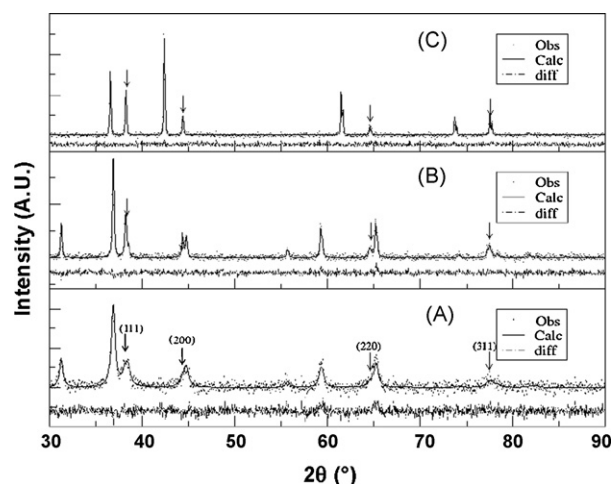 (C)
Obs
Calc
diff
(B)
Obs
Calc
diff
(A)
Obs
Calc
diff
(111)
(200)
(220)
(311)
Intensity (A.U.)
30 40 50 60 70 80 90
2θ (°)